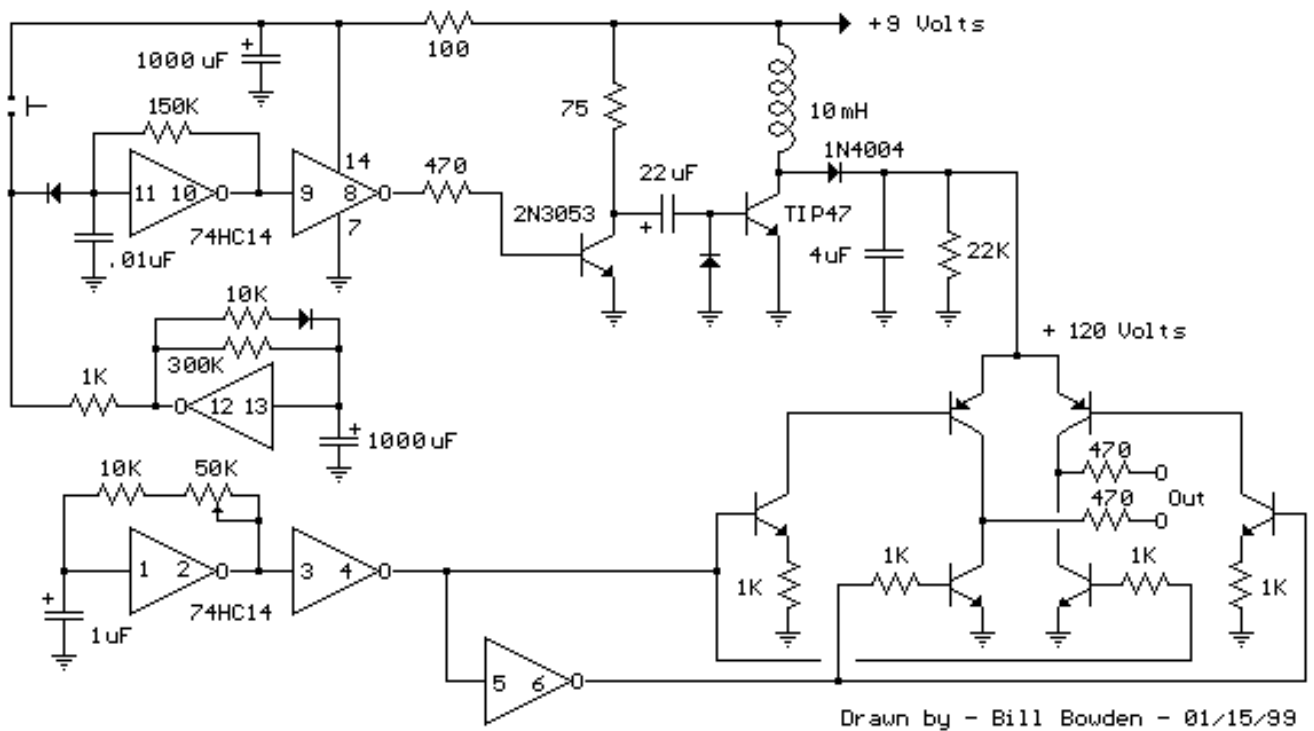 +9 Volts
1000 uF
+
100
150K
75
10 mH
14
1N4004
11
10
9
8
470
22 uF
+
7
2N3053
TIP47
74HC14
.01uF
4uF
22K
10K
+ 120 Volts
300K
1K
12
13
+
1000 uF
10K
50K
470
470
Out
1K
1K
1
2
3
4
1K
1K
+
74HC14
1uF
5
6
Drawn by - Bill Bowden - 01/15/99